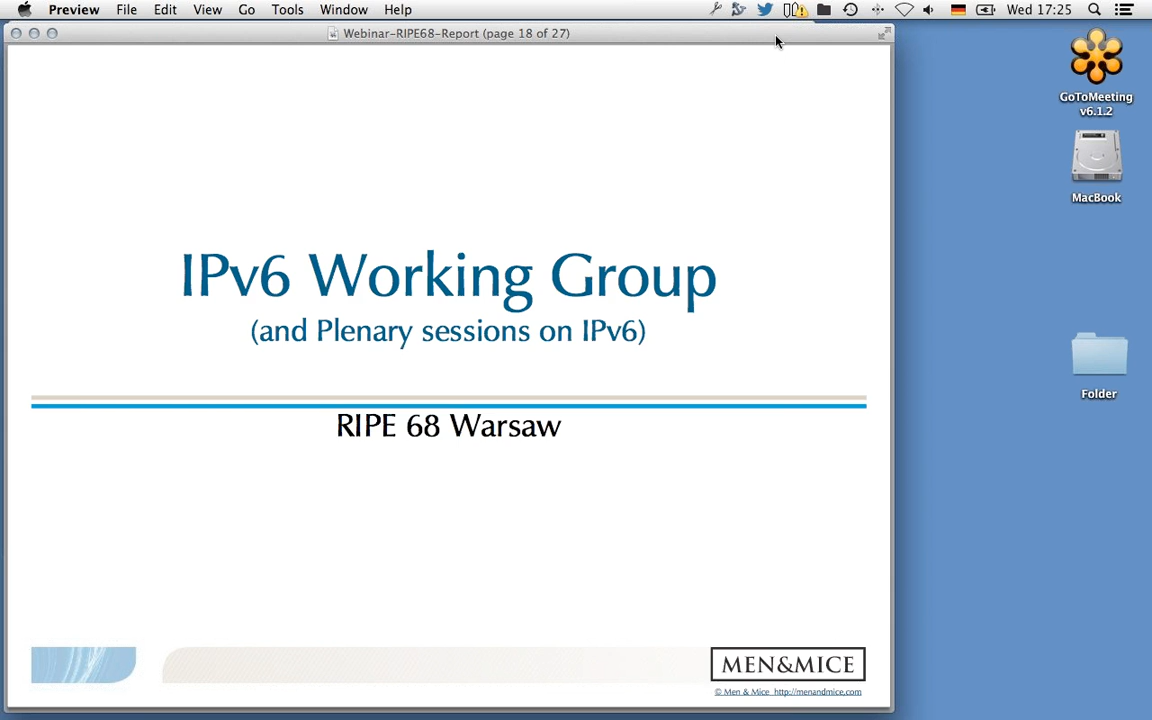 Preview File Edit View Go Tools Window Help Wed 17:25
Webinar-RIPE68-Report (page 18 of 27)
GoToMeeting
v6.1.2
MacBook
IPv6 Working Group
(and Plenary sessions on IPv6)
Folder
RIPE 68 Warsaw
MEN&MICE
© Men & Mice http://menandmice.com